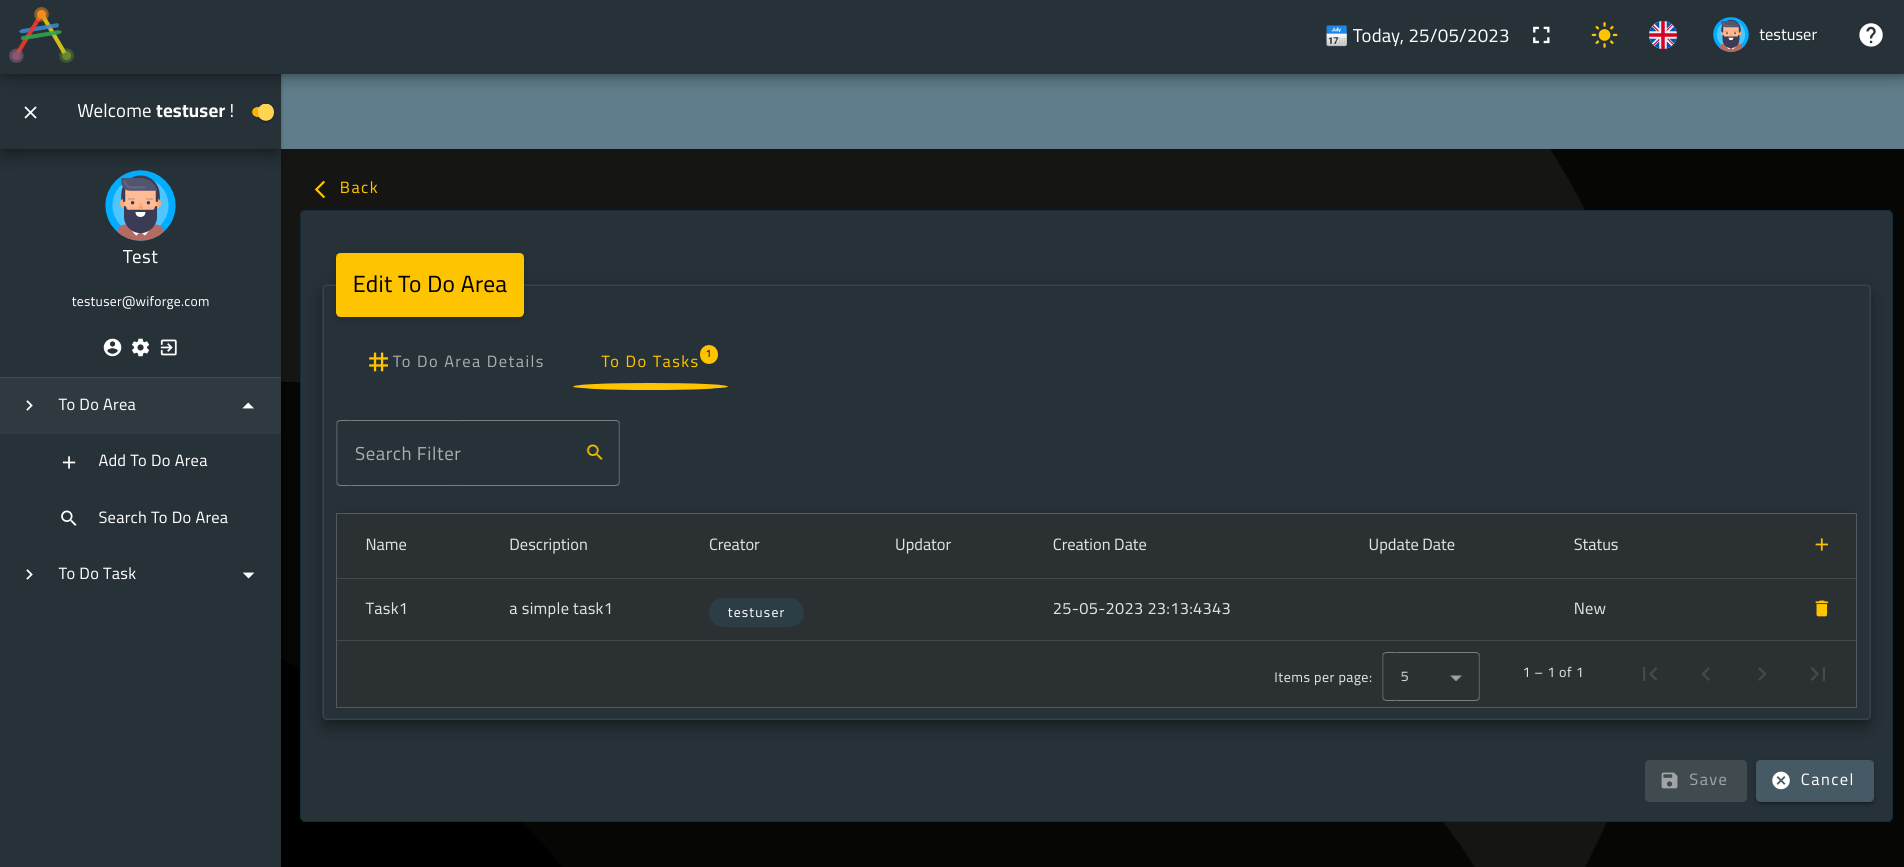 July
17
Today, 25/05/2023
testuser
Welcome testuser !
Test
testuser@wiforge.com
To Do Area
Add To Do Area
Search To Do Area
To Do Task
Back
Edit To Do Area
To Do Area Details
To Do Tasks 1
Search Filter
Name Description Creator Updator Creation Date Update Date Status
Task1 a simple task1 testuser 25-05-2023 23:13:4343 New
Items per page: 5 1 – 1 of 1
Save Cancel